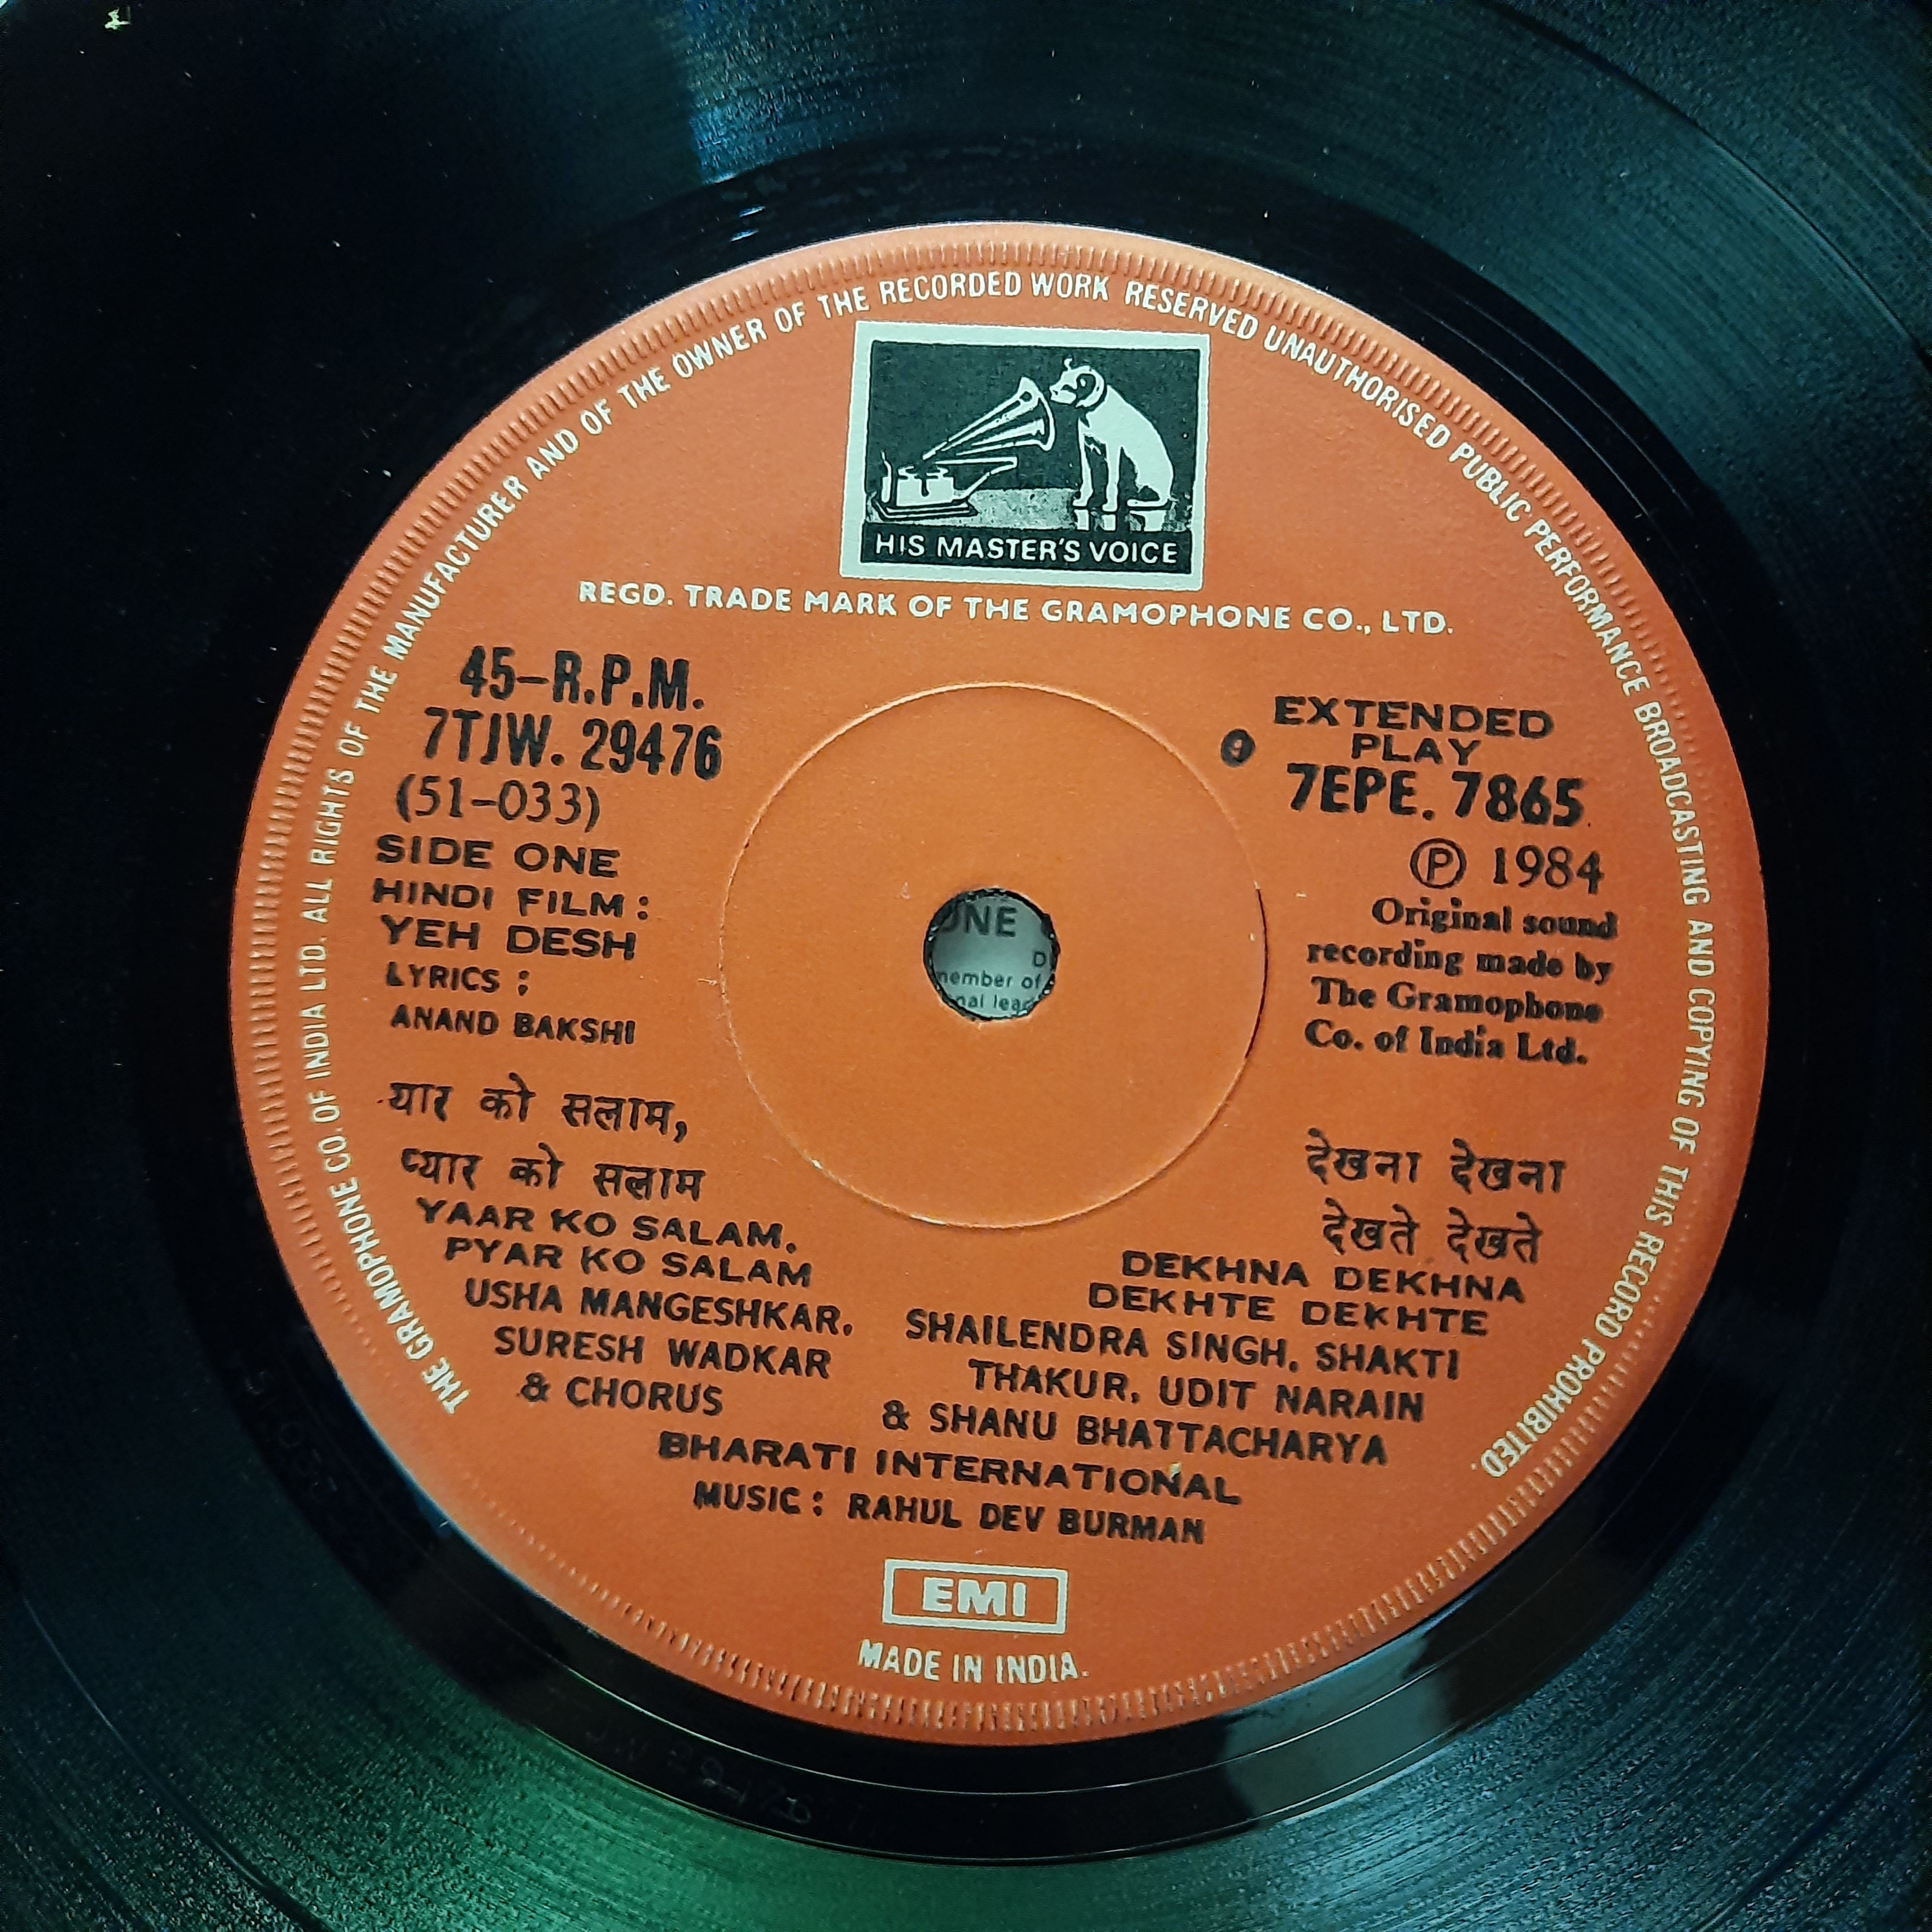 THE GRAMOPHONE CO. OF INDIA LTD. ALL RIGHTS OF THE MANUFACTURER AND OF THE OWNER OF THE RECORDED WORK RESERVED UNAUTHORISED PUBLIC PERFORMANCE BROADCASTING AND COPYING OF THIS RECORD PROHIBITED.
HIS MASTER'S VOICE
REGD. TRADE MARK OF THE GRAMOPHONE CO., LTD.
45-R.P.M.
7TJW. 29476
(51-033)
SIDE ONE
HINDI FILM:
YEH DESH
LYRICS:
ANAND BAKSHI
EXTENDED
PLAY
7EPE. 7865
Ⓟ 1984
Original sound
recording made by
The Gramophone
Co. of India Ltd.
ONE
member of
यार को सलाम,
प्यार को सलाम
YAAR KO SALAM,
PYAR KO SALAM
USHA MANGESHKAR,
SURESH WADKAR
& CHORUS
देखना देखना
देखते देखते
DEKHNA DEKHNA
DEKHTE DEKHTE
SHAILENDRA SINGH, SHAKTI
THAKUR, UDIT NARAIN
& SHANU BHATTACHARYA
BHARATI INTERNATIONAL
MUSIC: RAHUL DEV BURMAN
EMI
MADE IN INDIA.